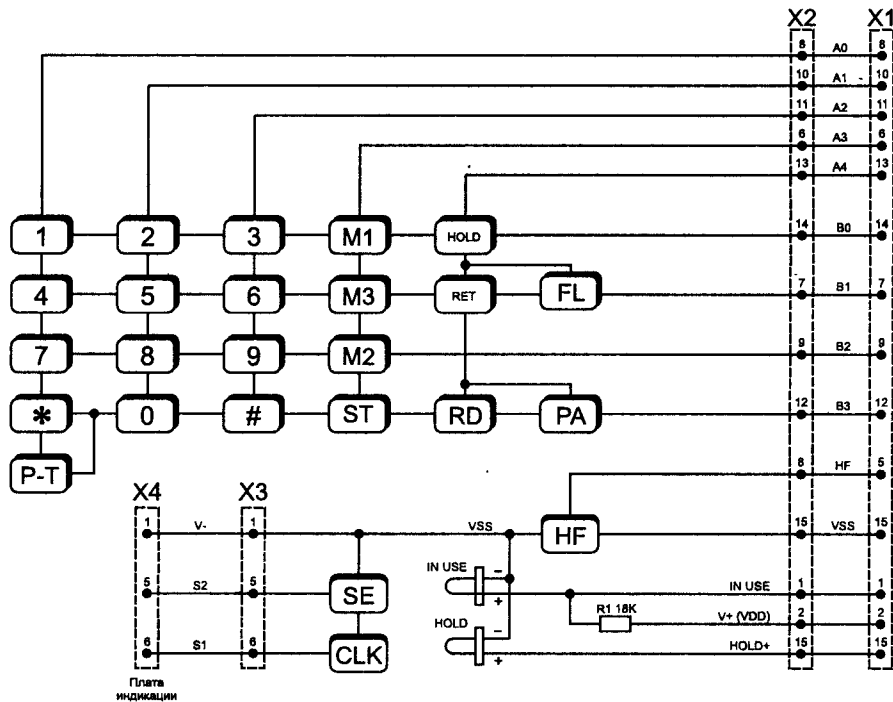 X2 X1
8 A0 8
10 A1 10
11 A2 11
6 A3 6
13 A4 13
1 2 3 M1 HOLD 14 B0 14
4 5 6 M3 RET FL 7 B1 7
7 8 9 M2 9 B2 9
* 0 # ST RD PA 12 B3 12
P-T 8 HF 5
X4 X3
1 V- 1 VSS HF 15 VSS 15
IN USE - +
5 S2 5 SE 1 IN USE 1
R1 18K 2 V+ (VDD) 2
HOLD - +
6 S1 6 CLK 15 HOLD+ 15
Плата
индикации